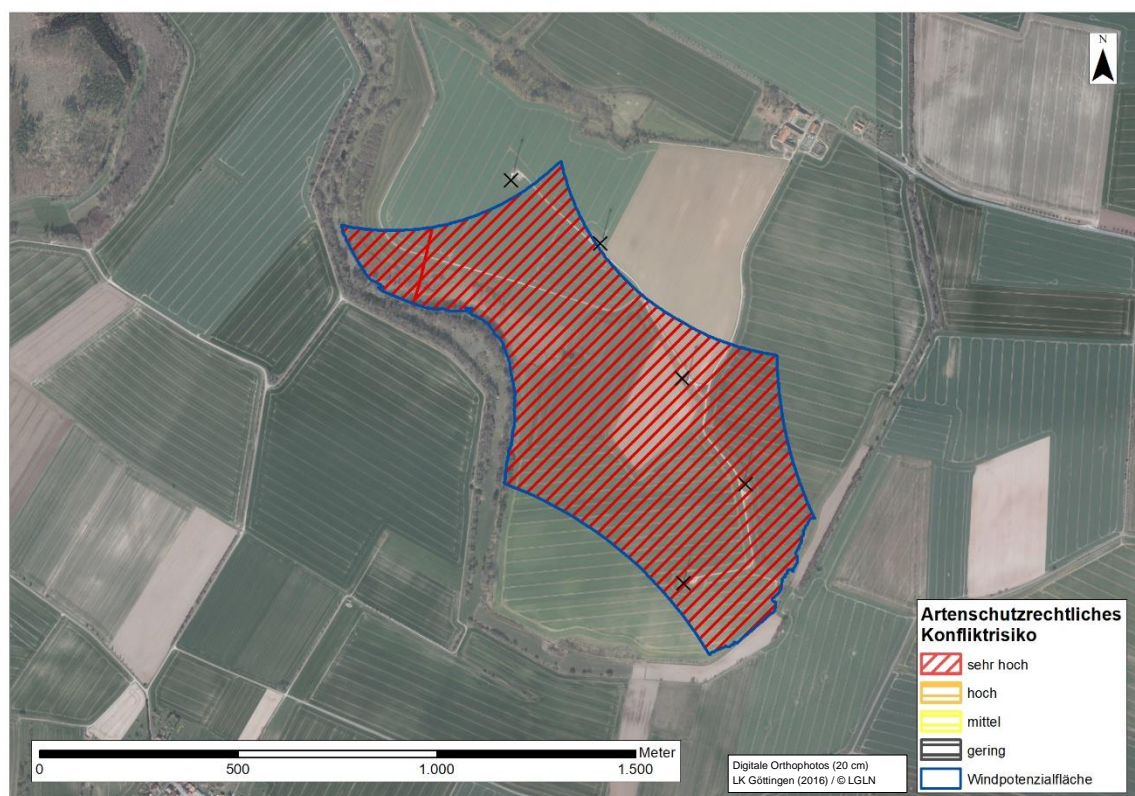 N
Artenschutzrechtliches
Konfliktrisiko
sehr hoch
hoch
mittel
gering
Windpotenzialfläche
Meter
0 500 1.000 1.500
Digitale Orthophotos (20 cm)
LK Göttingen (2016) / © LGLN